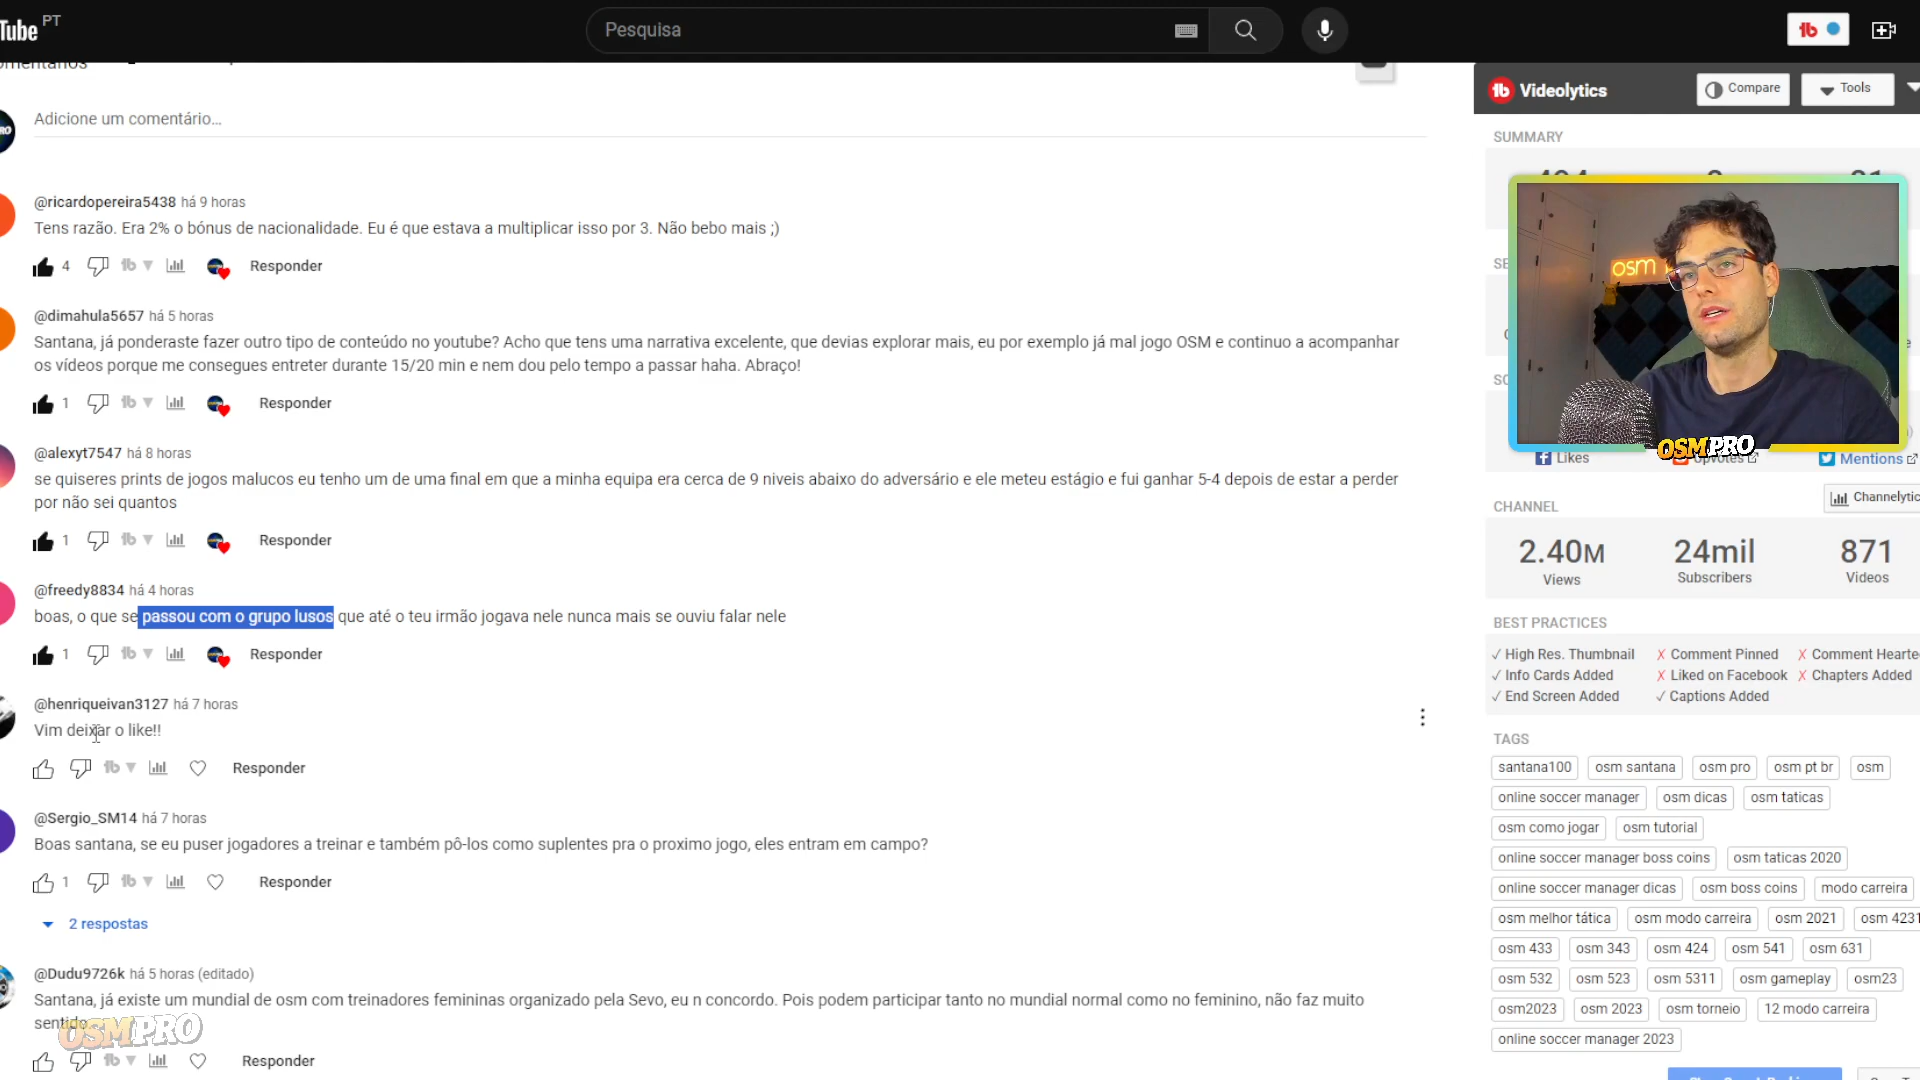 Tube PT
Pesquisa
Adicione um comentário...
@ricardopereira5438 há 9 horas
Tens razão. Era 2% o bónus de nacionalidade. Eu é que estava a multiplicar isso por 3. Não bebo mais ;)
4 Responder
@dimahula5657 há 5 horas
Santana, já ponderaste fazer outro tipo de conteúdo no youtube? Acho que tens uma narrativa excelente, que devias explorar mais, eu por exemplo já mal jogo OSM e continuo a acompanhar
os vídeos porque me consegues entreter durante 15/20 min e nem dou pelo tempo a passar haha. Abraço!
1 Responder
@alexyt7547 há 8 horas
se quiseres prints de jogos malucos eu tenho um de uma final em que a minha equipa era cerca de 9 niveis abaixo do adversário e ele meteu estágio e fui ganhar 5-4 depois de estar a perder
por não sei quantos
1 Responder
@freedy8834 há 4 horas
boas, o que se passou com o grupo lusos que até o teu irmão jogava nele nunca mais se ouviu falar nele
1 Responder
@henriqueivan3127 há 7 horas
Vim deixar o like!!
Responder
@Sergio_SM14 há 7 horas
Boas santana, se eu puser jogadores a treinar e também pô-los como suplentes pra o proximo jogo, eles entram em campo?
1 Responder
2 respostas
@Dudu9726k há 5 horas (editado)
Santana, já existe um mundial de osm com treinadores femininas organizado pela Sevo, eu n concordo. Pois podem participar tanto no mundial normal como no feminino, não faz muito
sentido
OSMPRO
Responder
Videolytics Compare Tools
SUMMARY
osm
OSMPRO
Likes Upvotes Mentions
CHANNEL Channelytic
2.40M 24mil 871
Views Subscribers Videos
BEST PRACTICES
✓ High Res. Thumbnail ✗ Comment Pinned ✗ Comment Hearte
✓ Info Cards Added ✗ Liked on Facebook ✗ Chapters Added
✓ End Screen Added ✓ Captions Added
TAGS
santana100 osm santana osm pro osm pt br osm
online soccer manager osm dicas osm taticas
osm como jogar osm tutorial
online soccer manager boss coins osm taticas 2020
online soccer manager dicas osm boss coins modo carreira
osm melhor tática osm modo carreira osm 2021 osm 4231
osm 433 osm 343 osm 424 osm 541 osm 631
osm 532 osm 523 osm 5311 osm gameplay osm23
osm2023 osm 2023 osm torneio 12 modo carreira
online soccer manager 2023